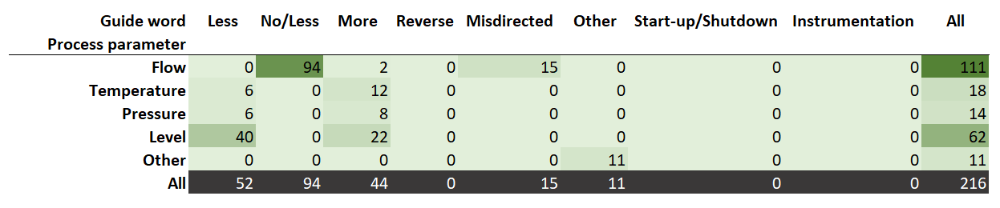 Guide word Less No/Less More Reverse Misdirected Other Start-up/Shutdown Instrumentation All
Process parameter
Flow 0 94 2 0 15 0 0 0 111
Temperature 6 0 12 0 0 0 0 0 18
Pressure 6 0 8 0 0 0 0 0 14
Level 40 0 22 0 0 0 0 0 62
Other 0 0 0 0 0 11 0 0 11
All 52 94 44 0 15 11 0 0 216